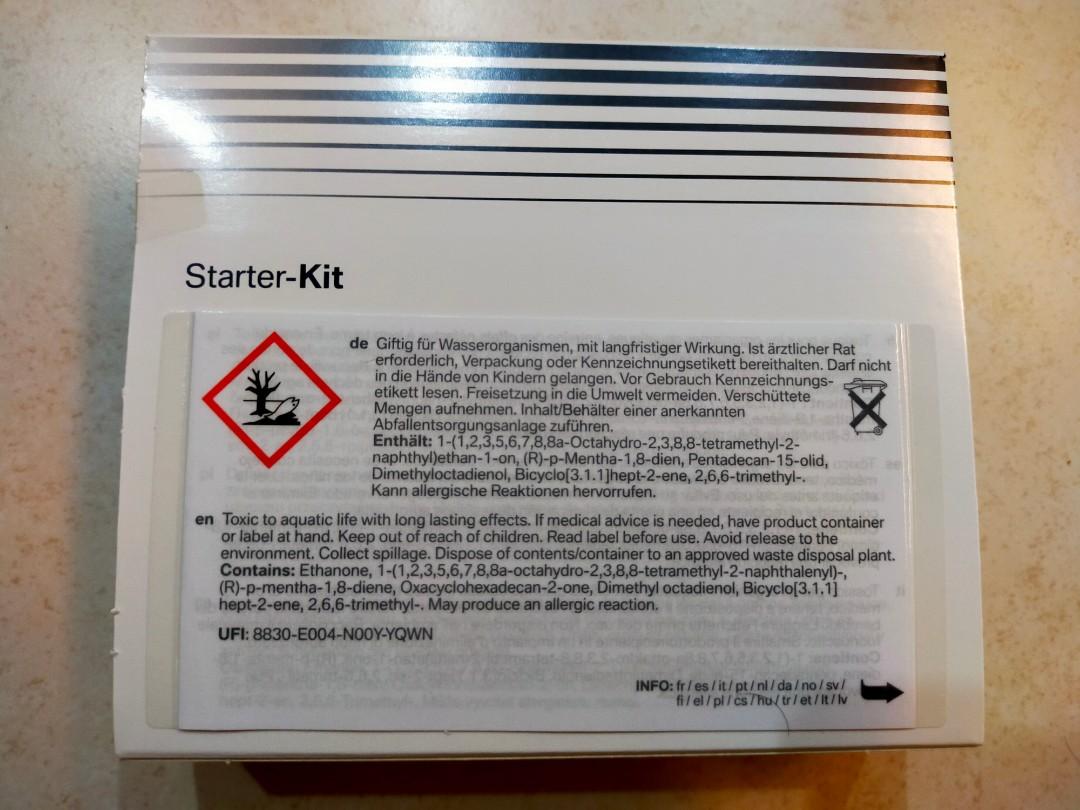 Starter-Kit
de Giftig für Wasserorganismen, mit langfristiger Wirkung. Ist ärztlicher Rat
erforderlich, Verpackung oder Kennzeichnungsetikett bereithalten. Darf nicht
in die Hände von Kindern gelangen. Vor Gebrauch Kennzeichnungs-
etikett lesen. Freisetzung in die Umwelt vermeiden. Verschüttete
Mengen aufnehmen. Inhalt/Behälter einer anerkannten
Abfallentsorgungsanlage zuführen.
Enthält: 1-(1,2,3,5,6,7,8,8a-Octahydro-2,3,8,8-tetramethyl-2-
naphthyl)ethan-1-on, (R)-p-Mentha-1,8-dien, Pentadecan-15-olid,
Dimethyloctadienol, Bicyclo[3.1.1]hept-2-ene, 2,6,6-trimethyl-.
Kann allergische Reaktionen hervorrufen.
en Toxic to aquatic life with long lasting effects. If medical advice is needed, have product container
or label at hand. Keep out of reach of children. Read label before use. Avoid release to the
environment. Collect spillage. Dispose of contents/container to an approved waste disposal plant.
Contains: Ethanone, 1-(1,2,3,5,6,7,8,8a-octahydro-2,3,8,8-tetramethyl-2-naphthalenyl)-,
(R)-p-mentha-1,8-diene, Oxacyclohexadecan-2-one, Dimethyl octadienol, Bicyclo[3.1.1]
hept-2-ene, 2,6,6-trimethyl-. May produce an allergic reaction.
UFI: 8830-E004-N00Y-YQWN
INFO: fr / es / it / pt / nl / da / no / sv /
fi / el / pl / cs / hu / tr / et / lt / lv